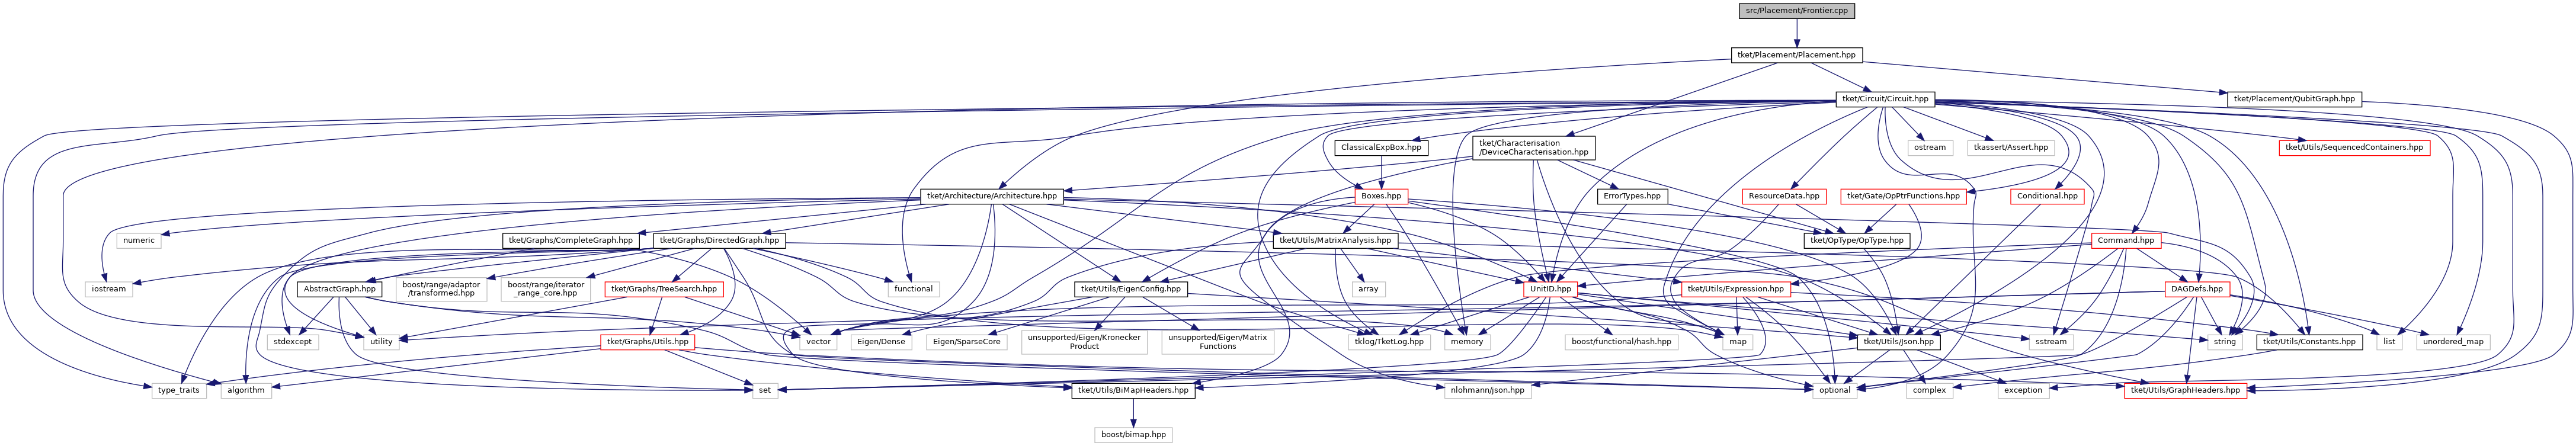 src/Placement/Frontier.cpp
tket/Placement/Placement.hpp
tket/Circuit/Circuit.hpp
tket/Placement/QubitGraph.hpp
ClassicalExpBox.hpp
tket/Characterisation
/DeviceCharacterisation.hpp
ostream
tkassert/Assert.hpp
tket/Utils/SequencedContainers.hpp
tket/Architecture/Architecture.hpp
Boxes.hpp
ErrorTypes.hpp
ResourceData.hpp
tket/Gate/OpPtrFunctions.hpp
Conditional.hpp
numeric
tket/Graphs/CompleteGraph.hpp
tket/Graphs/DirectedGraph.hpp
tket/Utils/MatrixAnalysis.hpp
tket/OpType/OpType.hpp
Command.hpp
iostream
AbstractGraph.hpp
boost/range/adaptor
/transformed.hpp
boost/range/iterator
_range_core.hpp
tket/Graphs/TreeSearch.hpp
functional
tket/Utils/EigenConfig.hpp
array
UnitID.hpp
tket/Utils/Expression.hpp
DAGDefs.hpp
stdexcept
utility
tket/Graphs/Utils.hpp
vector
Eigen/Dense
Eigen/SparseCore
unsupported/Eigen/Kronecker
Product
unsupported/Eigen/Matrix
Functions
tklog/TketLog.hpp
memory
boost/functional/hash.hpp
map
tket/Utils/Json.hpp
sstream
string
tket/Utils/Constants.hpp
list
unordered_map
type_traits
algorithm
set
tket/Utils/BiMapHeaders.hpp
nlohmann/json.hpp
optional
complex
exception
tket/Utils/GraphHeaders.hpp
boost/bimap.hpp